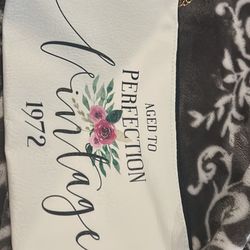 AGED TO
PERFECTION
Vintage
1972